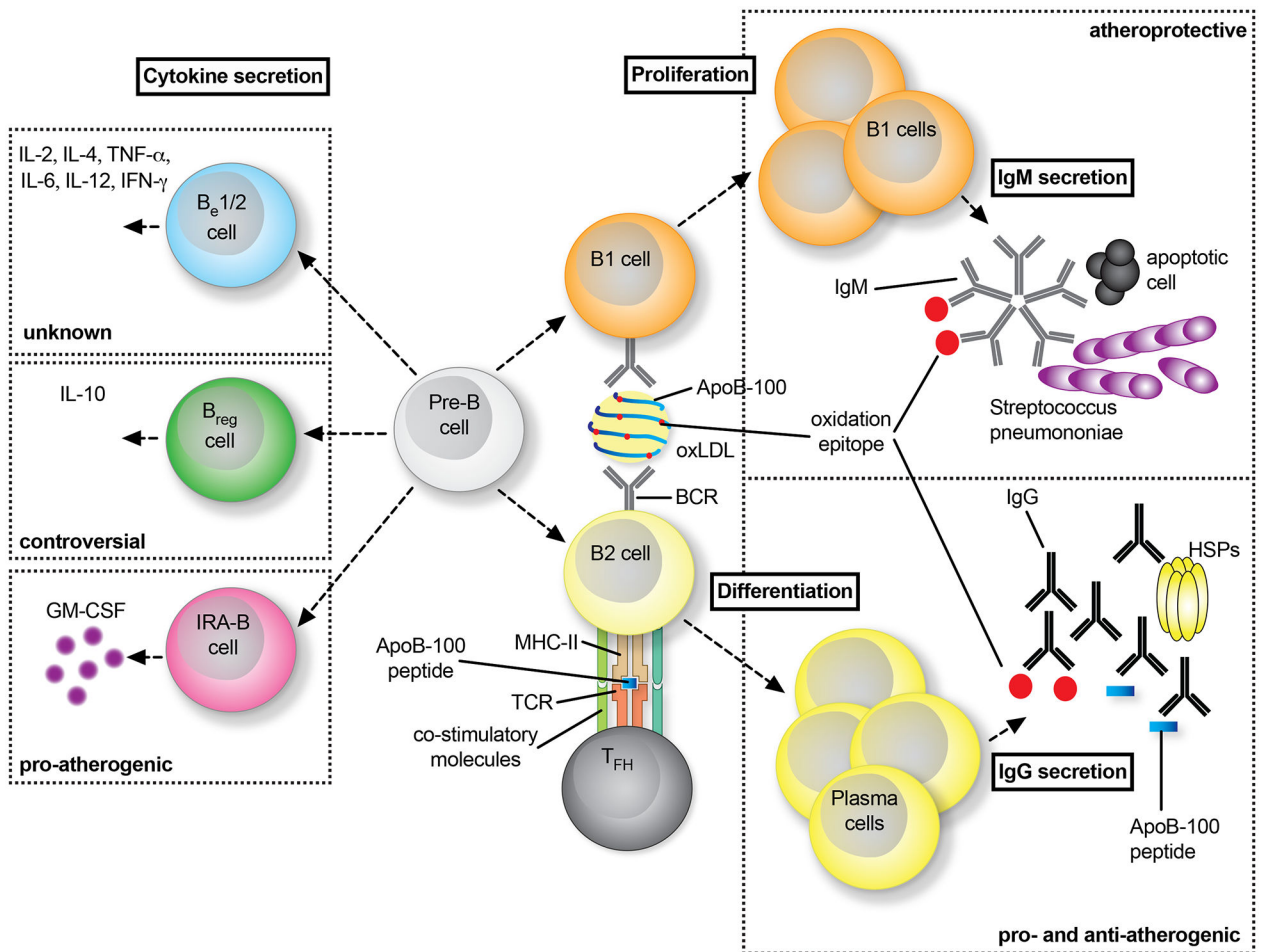 Cytokine secretion
IL-2, IL-4, TNF-α,
IL-6, IL-12, IFN-γ
Be1/2
cell
unknown
IL-10
Breg
cell
controversial
GM-CSF
IRA-B
cell
pro-atherogenic
Pre-B
cell
Proliferation
B1 cell
ApoB-100
oxLDL
BCR
B2 cell
MHC-II
ApoB-100
peptide
TCR
co-stimulatory
molecules
TFH
Differentiation
atheroprotective
B1 cells
IgM secretion
IgM
apoptotic
cell
Streptococcus
pneumononiae
oxidation
epitope
IgG
HSPs
Plasma
cells
IgG secretion
ApoB-100
peptide
pro- and anti-atherogenic